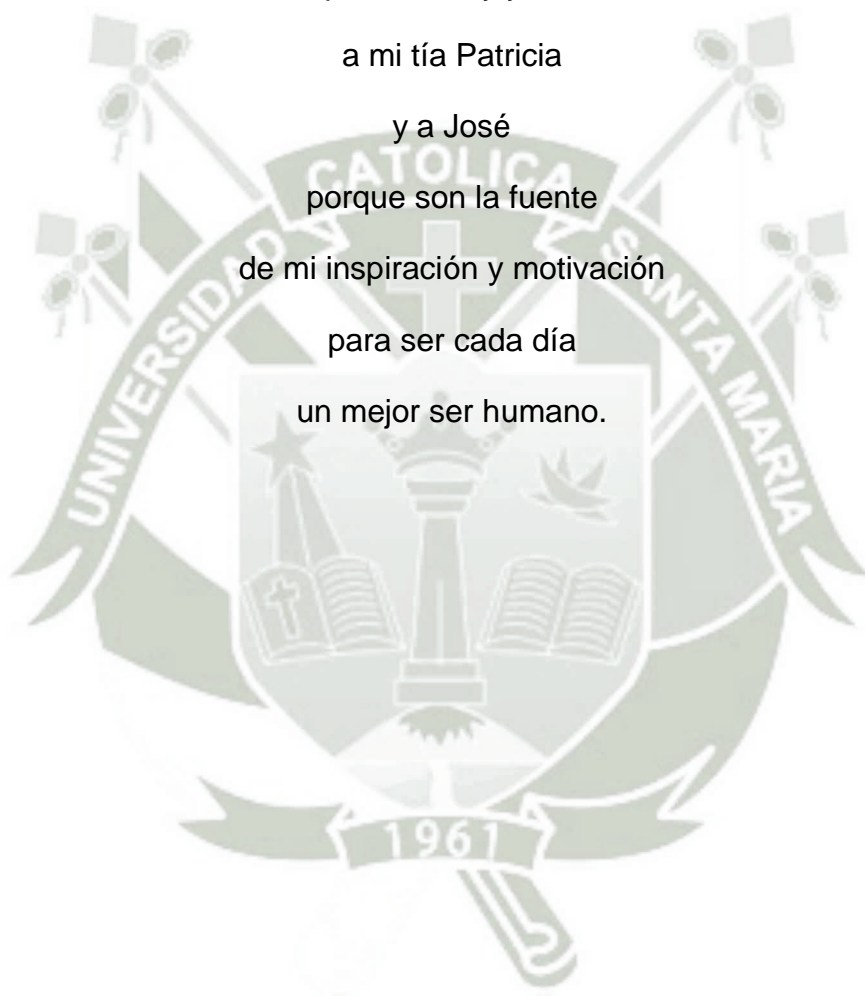 a mi tía Patricia
y a José
porque son la fuente
de mi inspiración y motivación
para ser cada día
un mejor ser humano.
UNIVERSIDAD CATOLICA SANTA MARIA
1961